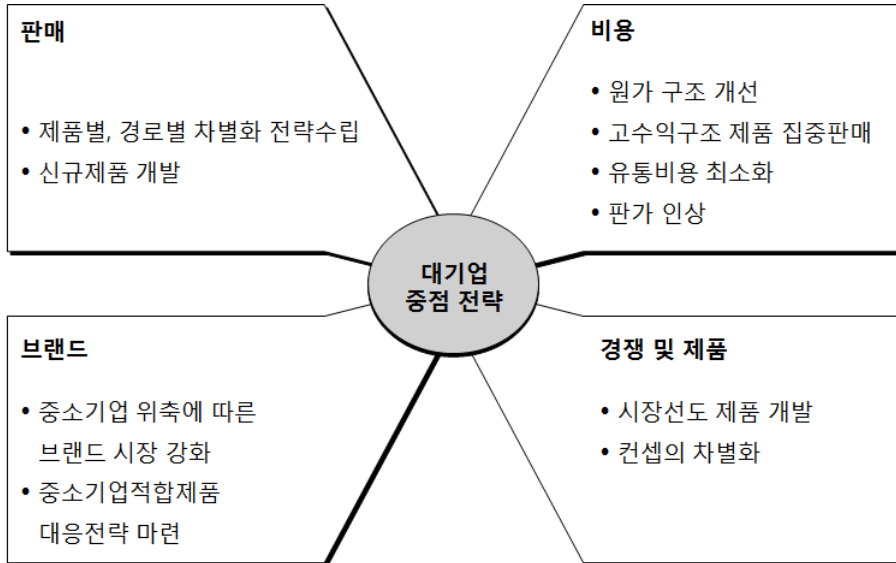 판매
• 제품별, 경로별 차별화 전략수립
• 신규제품 개발
비용
• 원가 구조 개선
• 고수익구조 제품 집중판매
• 유통비용 최소화
• 판가 인상
대기업
중점 전략
브랜드
• 중소기업 위축에 따른
브랜드 시장 강화
• 중소기업적합제품
대응전략 마련
경쟁 및 제품
• 시장선도 제품 개발
• 컨셉의 차별화